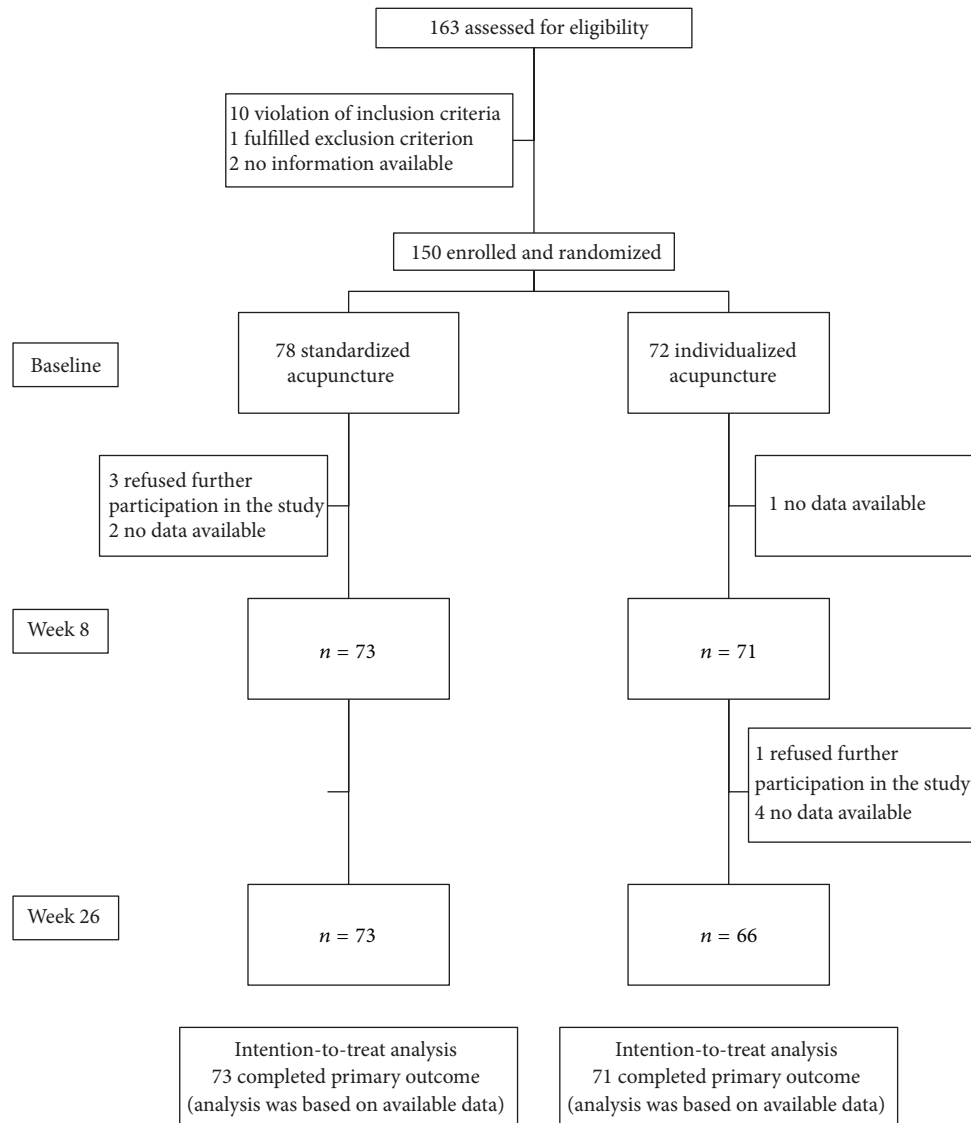 163 assessed for eligibility
10 violation of inclusion criteria
1 fulfilled exclusion criterion
2 no information available
150 enrolled and randomized
Baseline
78 standardized
acupuncture
72 individualized
acupuncture
3 refused further
participation in the study
2 no data available
1 no data available
Week 8
n = 73
n = 71
1 refused further
participation in the study
4 no data available
Week 26
n = 73
n = 66
Intention-to-treat analysis
73 completed primary outcome
(analysis was based on available data)
Intention-to-treat analysis
71 completed primary outcome
(analysis was based on available data)